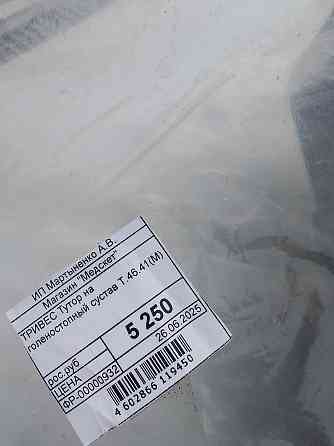 ИП Мартыненко А.В.
Магазин "Медсвет"
ТРИВЕС Тутор на
голеностопный сустав Т.46.41(М)
рос.руб
ЦЕНА
5 250
ФР-00000932
26.06.2025
4 602866 119450